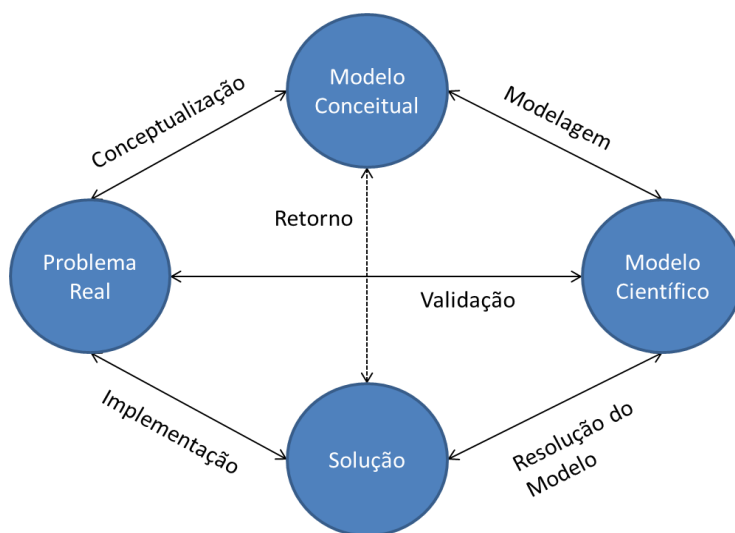 Modelo
Conceitual
Conceptualização
Modelagem
Retorno
Problema
Real
Modelo
Científico
Validação
Implementação
Solução
Resolução do
Modelo